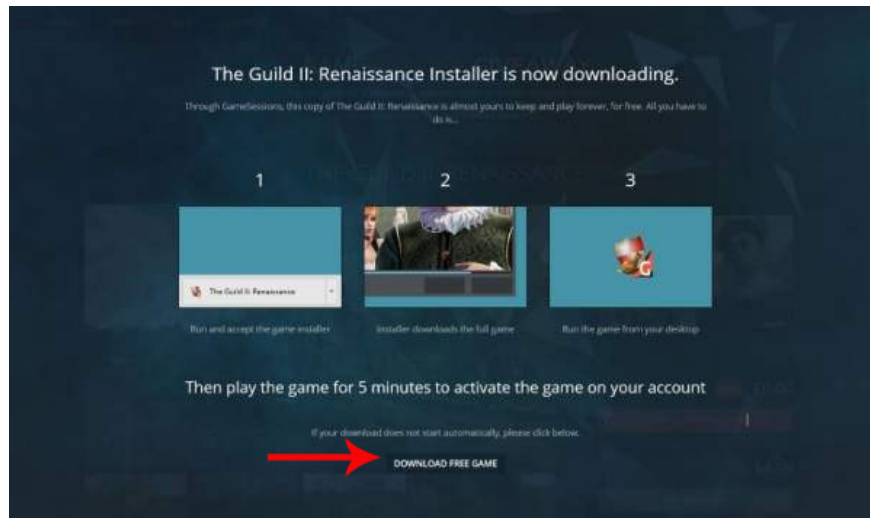 The Guild II: Renaissance Installer is now downloading.
Through GameSessions, this copy of The Guild II: Renaissance is almost yours to keep and play forever, for free. All you have to
do is...
1
2
3
The Guild II: Renaissance
Run and accept the game installer
Installer downloads the full game
Run the game from your desktop
Then play the game for 5 minutes to activate the game on your account
If your download does not start automatically, please click below.
DOWNLOAD FREE GAME